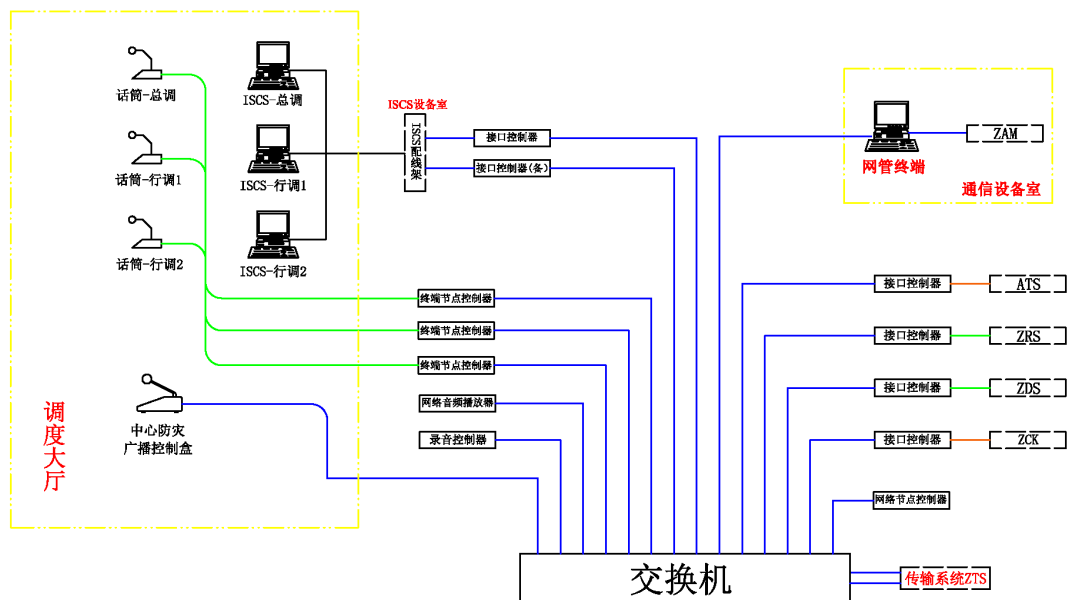 话筒-总调
ISCS-总调
话筒-行调1
ISCS-行调1
话筒-行调2
ISCS-行调2
中心防灾
广播控制盒
调度大厅
ISCS设备室
ISCS配线架
接口控制器
接口控制器(备)
终端节点控制器
终端节点控制器
终端节点控制器
网络音频播放器
录音控制器
网管终端
ZAM
通信设备室
接口控制器
ATS
接口控制器
ZRS
接口控制器
ZDS
接口控制器
ZCK
网络节点控制器
交换机
传输系统ZTS